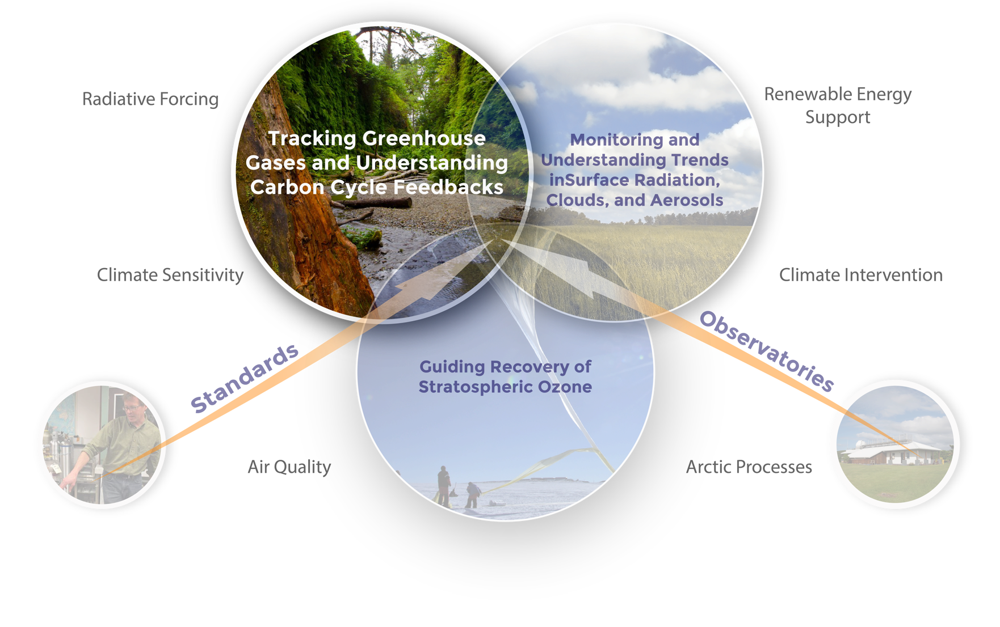 Radiative Forcing
Tracking Greenhouse
Gases and Understanding
Carbon Cycle Feedbacks
Monitoring and
Understanding Trends
inSurface Radiation,
Clouds, and Aerosols
Renewable Energy
Support
Climate Sensitivity
Climate Intervention
Standards
Observatories
Guiding Recovery of
Stratospheric Ozone
Air Quality
Arctic Processes